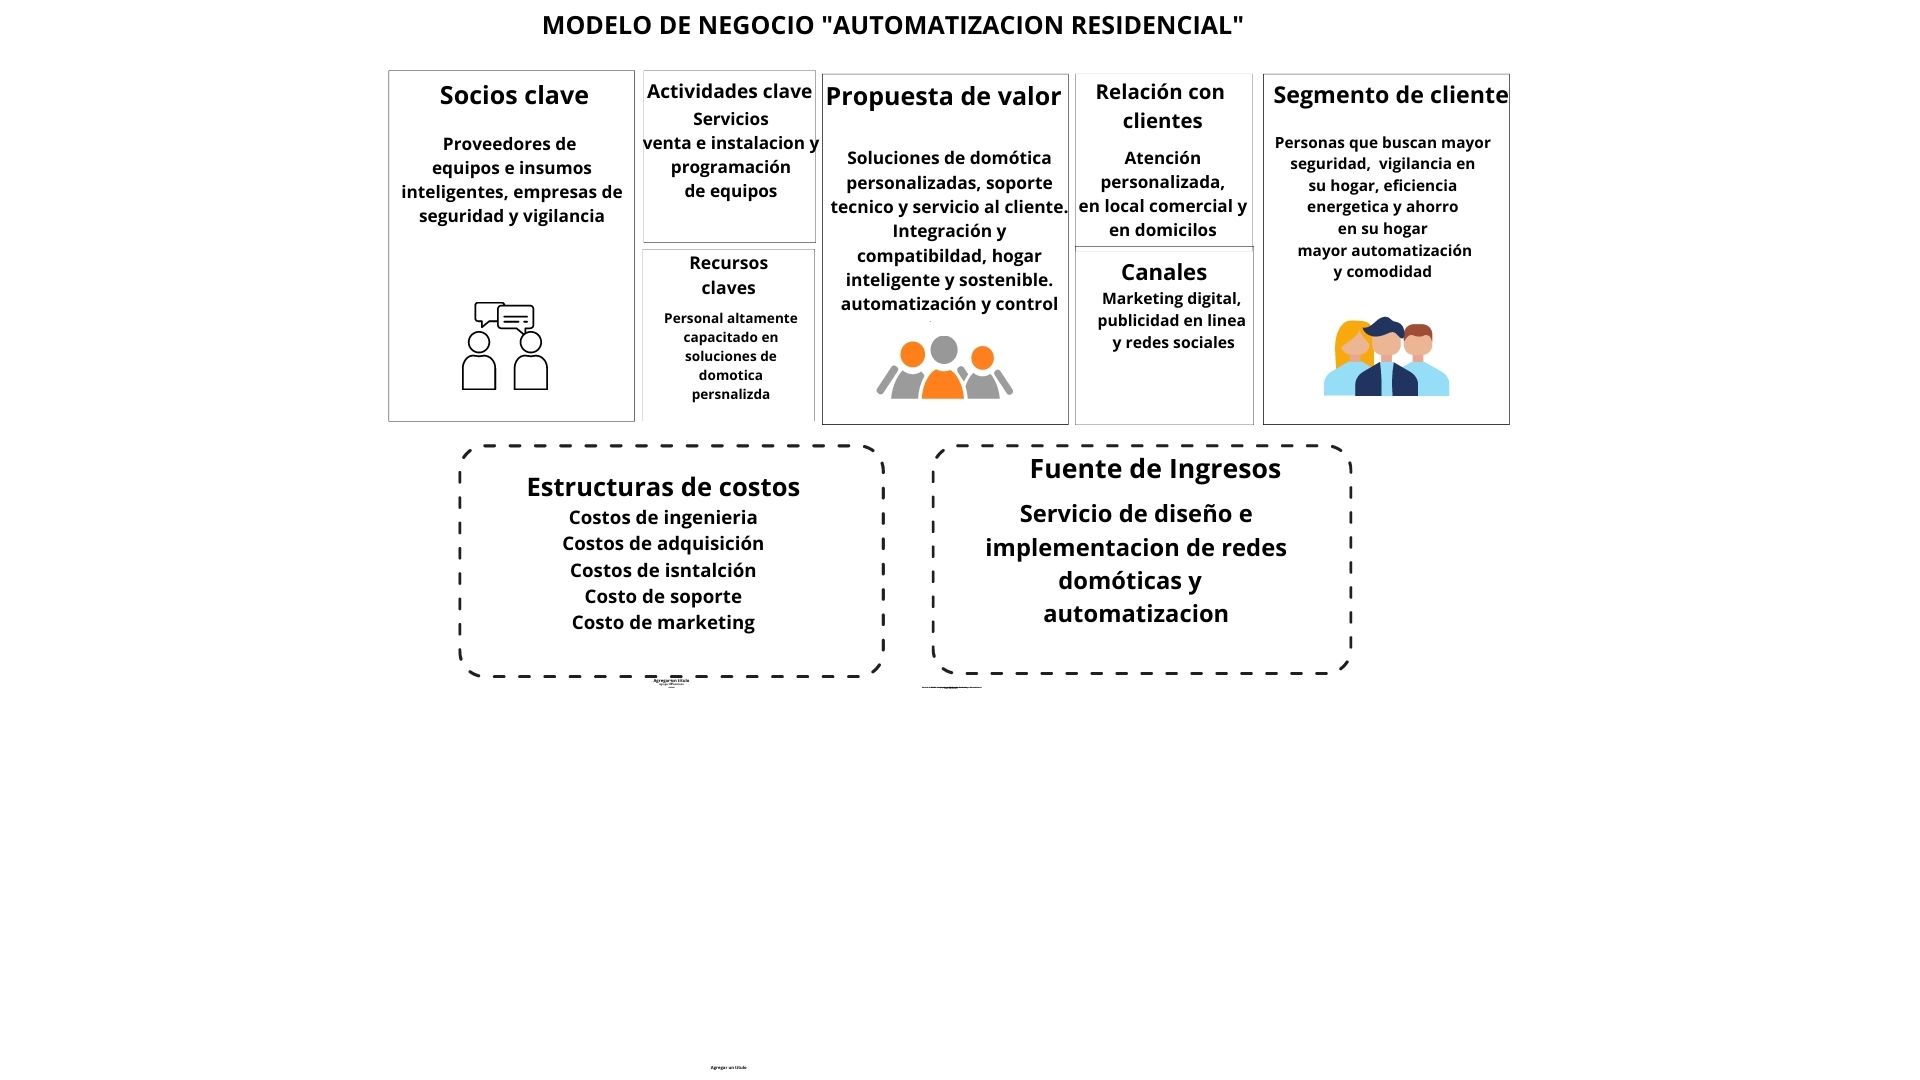 MODELO DE NEGOCIO "AUTOMATIZACION RESIDENCIAL"
Socios clave
Proveedores de
equipos e insumos
inteligentes, empresas de
seguridad y vigilancia
Actividades clave
Servicios
venta e instalacion y
programación
de equipos
Recursos
claves
Personal altamente
capacitado en
soluciones de
domotica
persnalizda
Propuesta de valor
Soluciones de domótica
personalizadas, soporte
tecnico y servicio al cliente.
Integración y
compatibildad, hogar
inteligente y sostenible.
automatización y control
Relación con
clientes
Atención
personalizada,
en local comercial y
en domicilos
Canales
Marketing digital,
publicidad en linea
y redes sociales
Segmento de cliente
Personas que buscan mayor
seguridad, vigilancia en
su hogar, eficiencia
energetica y ahorro
en su hogar
mayor automatización
y comodidad
Estructuras de costos
Costos de ingenieria
Costos de adquisición
Costos de isntalción
Costo de soporte
Costo de marketing
Fuente de Ingresos
Servicio de diseño e
implementacion de redes
domóticas y
automatizacion
Agregar un título
Agregar un título